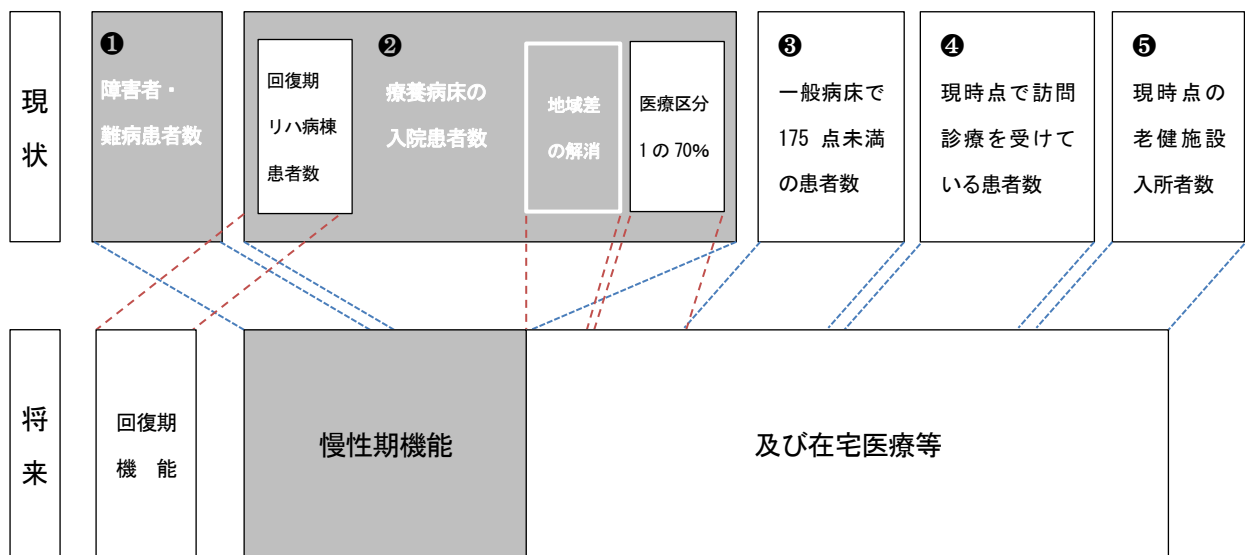 現状
❶
障害者・
難病患者数
回復期
リハ病棟
患者数
❷
療養病床の
入院患者数
地域差
の解消
医療区分
1の70%
❸
一般病床で
175 点未満
の患者数
❹
現時点で訪問
診療を受けて
いる患者数
❺
現時点の
老健施設
入所者数
将来
回復期
機 能
慢性期機能
及び在宅医療等